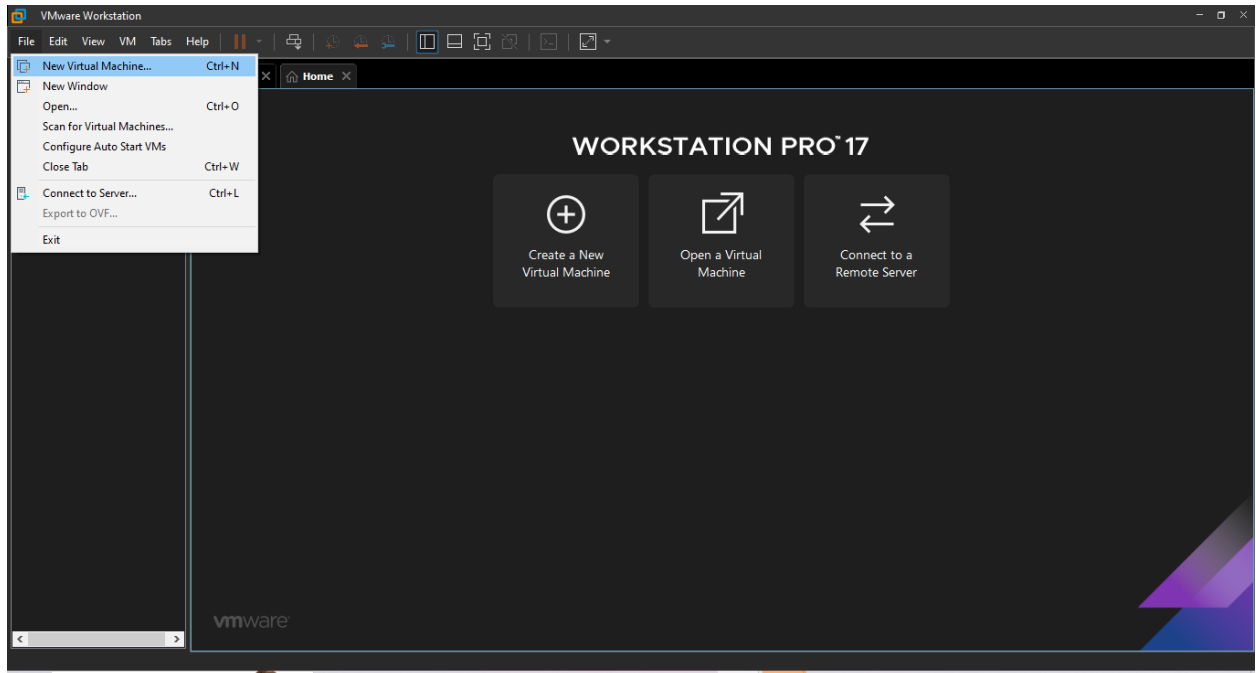 VMware Workstation
File Edit View VM Tabs Help
New Virtual Machine... Ctrl+N
New Window
Open... Ctrl+O
Scan for Virtual Machines...
Configure Auto Start VMs
Close Tab Ctrl+W
Connect to Server... Ctrl+L
Export to OVF...
Exit
Home
WORKSTATION PRO™ 17
Create a New
Virtual Machine
Open a Virtual
Machine
Connect to a
Remote Server
vmware